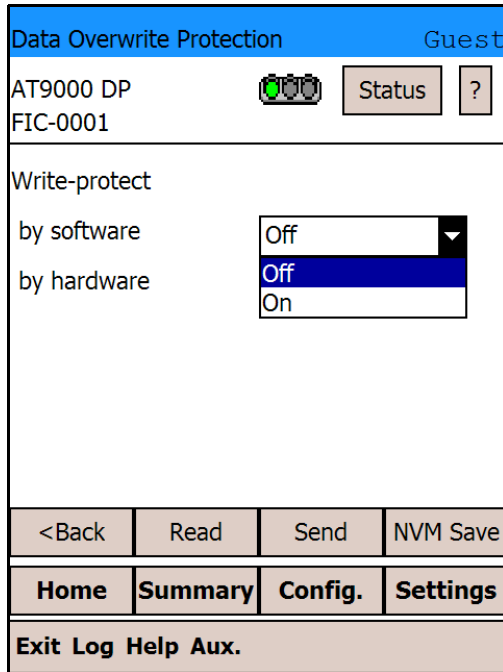 Data Overwrite Protection Guest
AT9000 DP Status ?
FIC-0001
Write-protect
by software Off
by hardware Off
On
<Back Read Send NVM Save
Home Summary Config. Settings
Exit Log Help Aux.